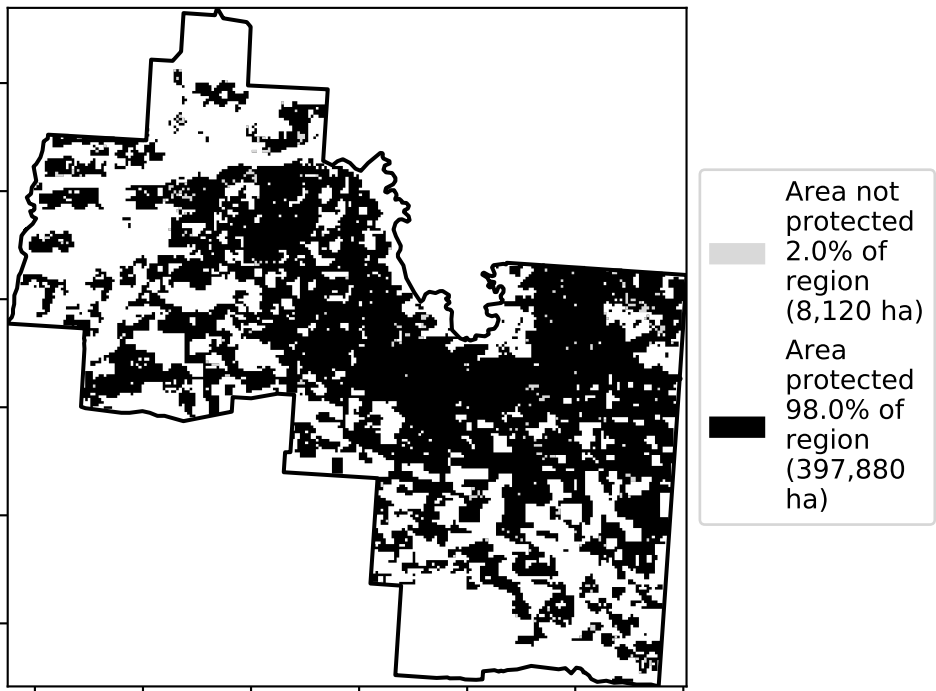 Area not
protected
2.0% of
region
(8,120 ha)
Area
protected
98.0% of
region
(397,880
ha)